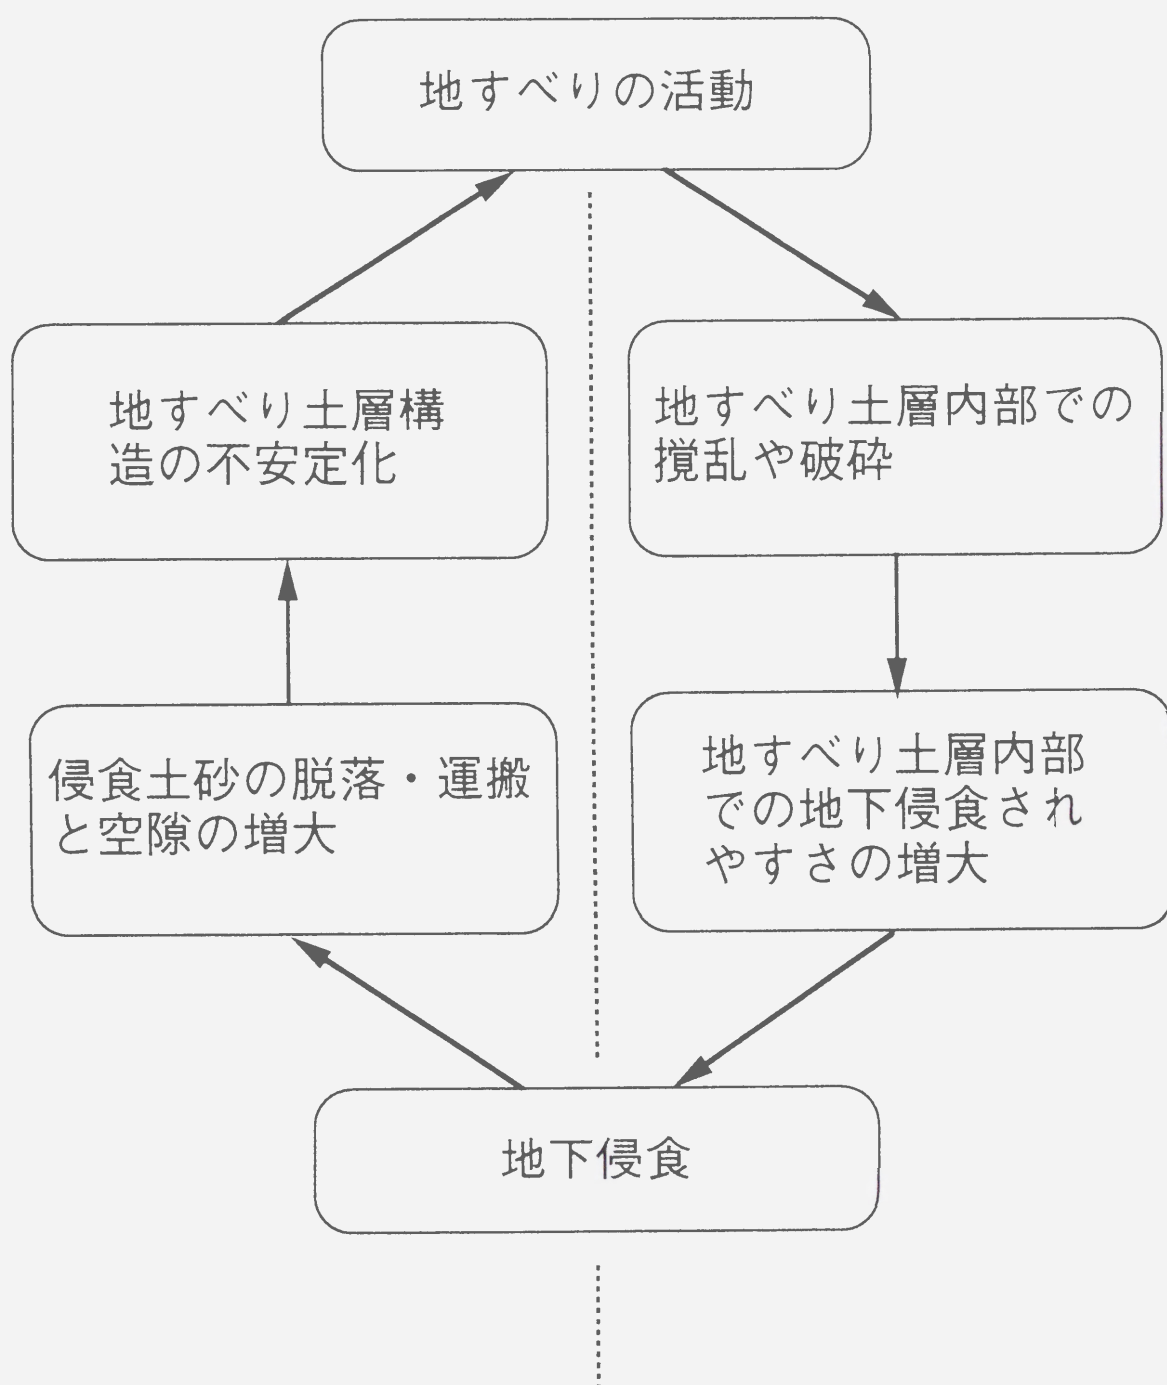 地すべりの活動
地すべり土層構
造の不安定化
地すべり土層内部での
撹乱や破砕
侵食土砂の脱落・運搬
と空隙の増大
地すべり土層内部
での地下侵食され
やすさの増大
地下侵食